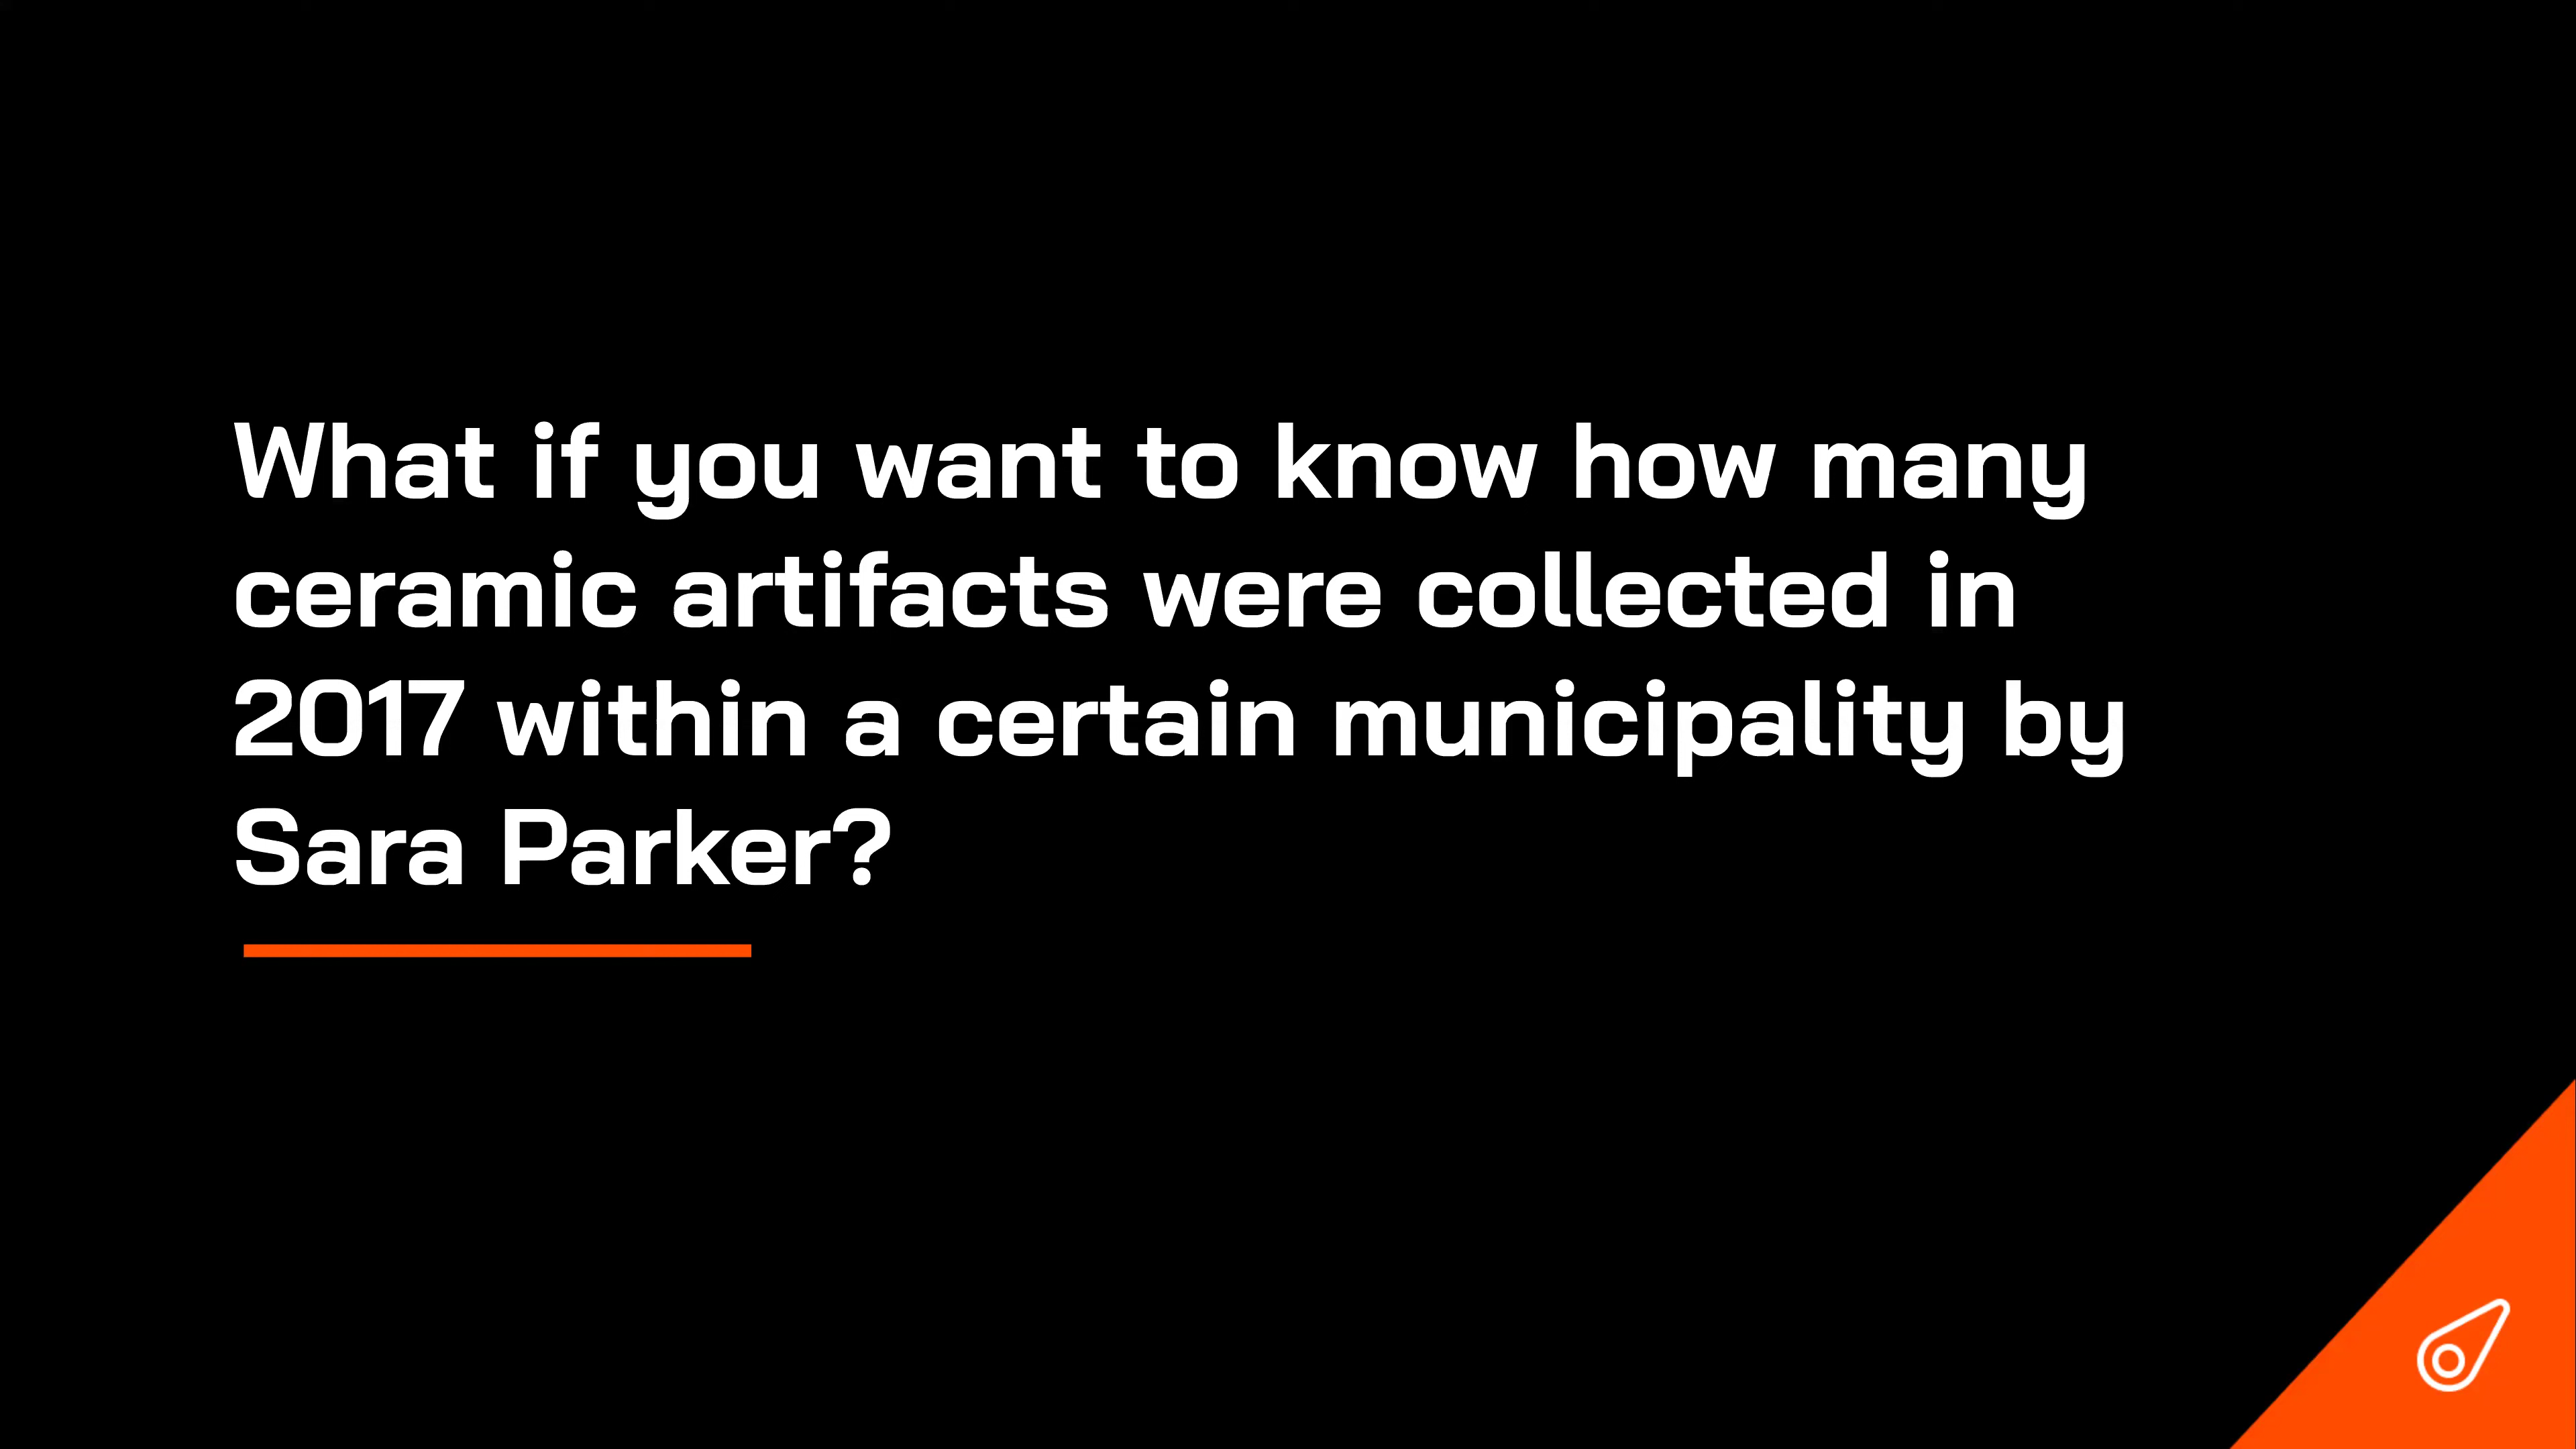 What if you want to know how many
ceramic artifacts were collected in
2017 within a certain municipality by
Sara Parker?